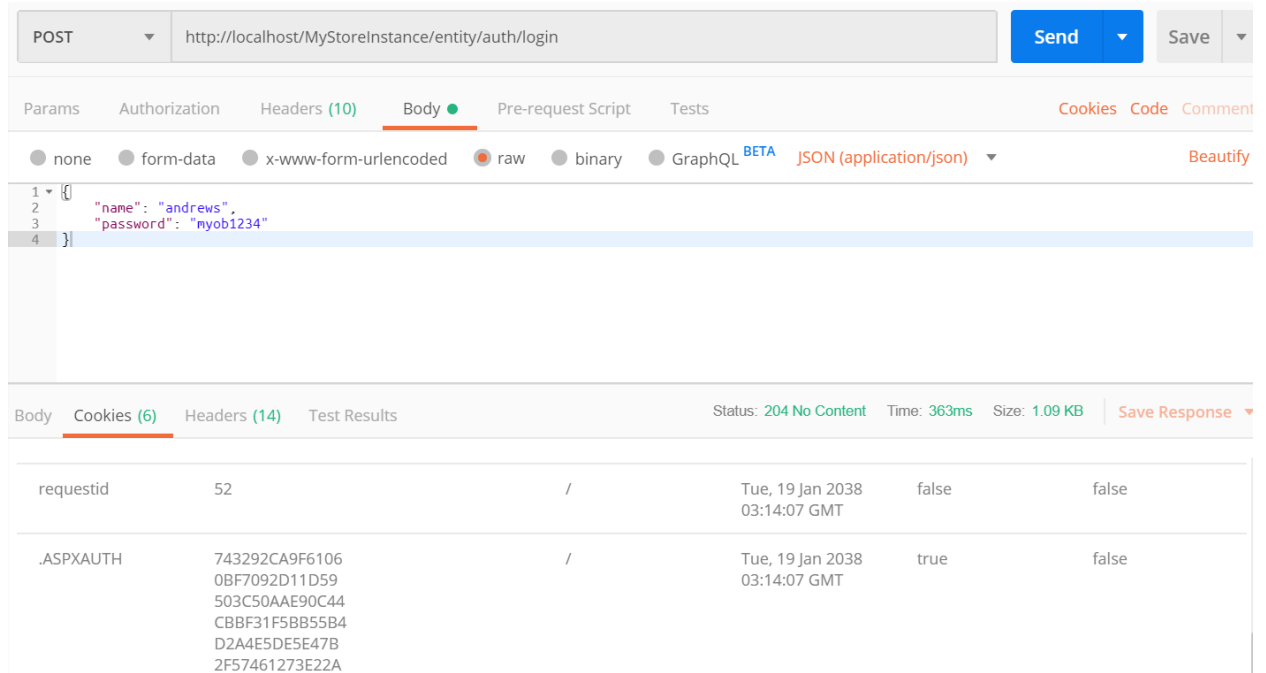 POST http://localhost/MyStoreInstance/entity/auth/login Send Save
Params Authorization Headers (10) Body Pre-request Script Tests Cookies Code Comment
none form-data x-www-form-urlencoded raw binary GraphQL BETA JSON (application/json) Beautify
1 {
2 "name": "andrews",
3 "password": "myob1234"
4 }
Body Cookies (6) Headers (14) Test Results Status: 204 No Content Time: 363ms Size: 1.09 KB Save Response
requestid 52 / Tue, 19 Jan 2038 false false
03:14:07 GMT
.ASPXAUTH 743292CA9F6106 / Tue, 19 Jan 2038 true false
0BF7092D11D59 03:14:07 GMT
503C50AAE90C44
CBBF31F5BB55B4
D2A4E5DE5E47B
2F57461273E22A